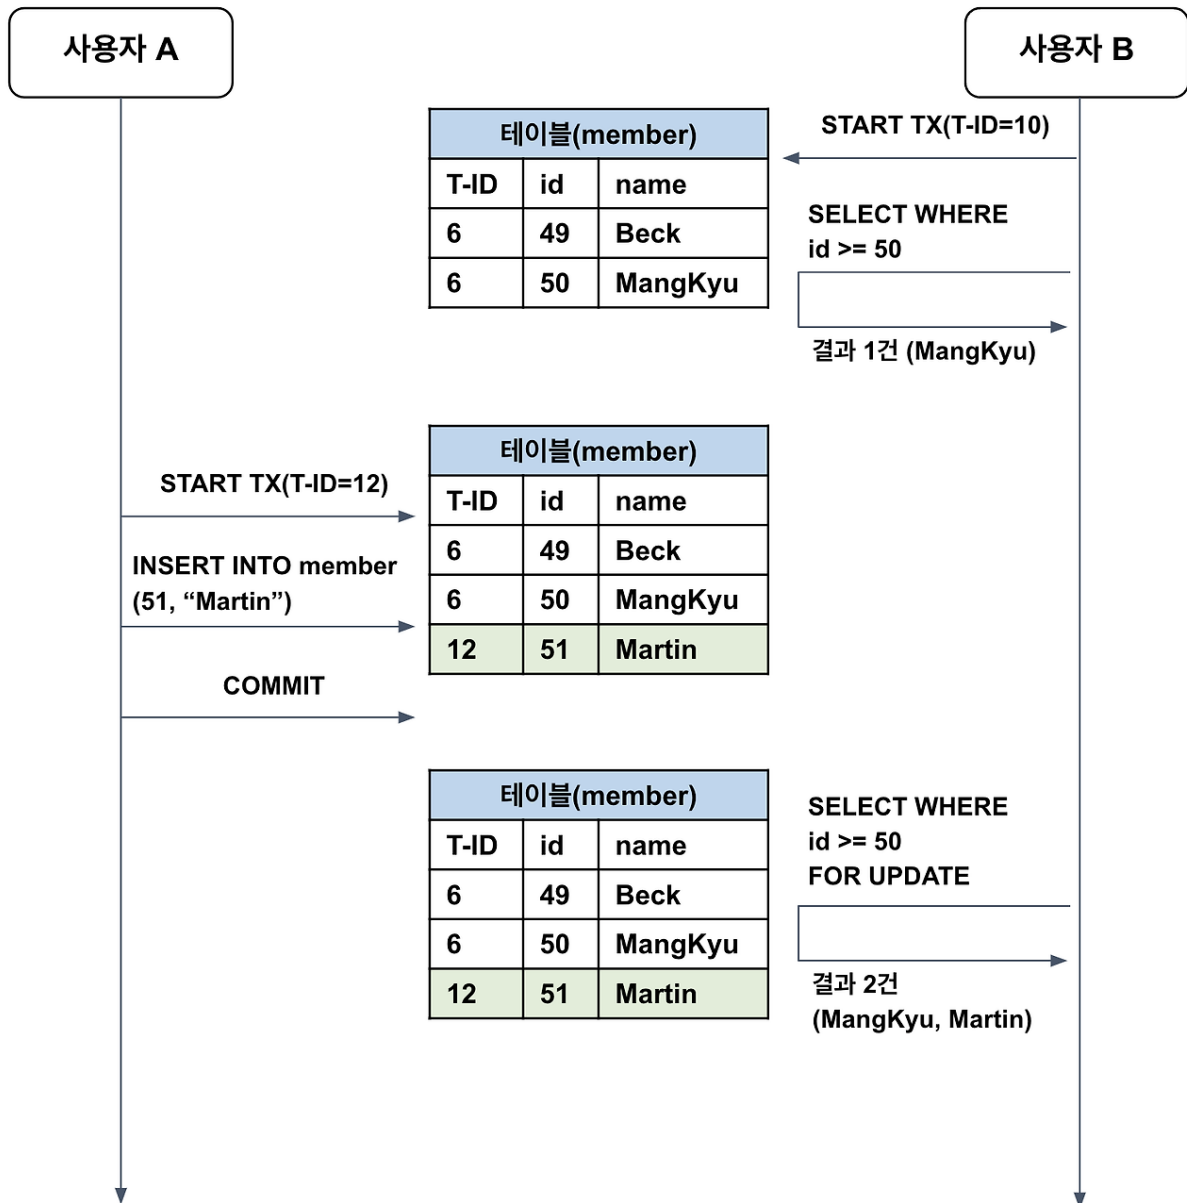 사용자 A
사용자 B
테이블(member)
T-ID id name
6 49 Beck
6 50 MangKyu
START TX(T-ID=10)
SELECT WHERE
id >= 50
결과 1건 (MangKyu)
START TX(T-ID=12)
INSERT INTO member
(51, “Martin”)
COMMIT
테이블(member)
T-ID id name
6 49 Beck
6 50 MangKyu
12 51 Martin
테이블(member)
T-ID id name
6 49 Beck
6 50 MangKyu
12 51 Martin
SELECT WHERE
id >= 50
FOR UPDATE
결과 2건
(MangKyu, Martin)